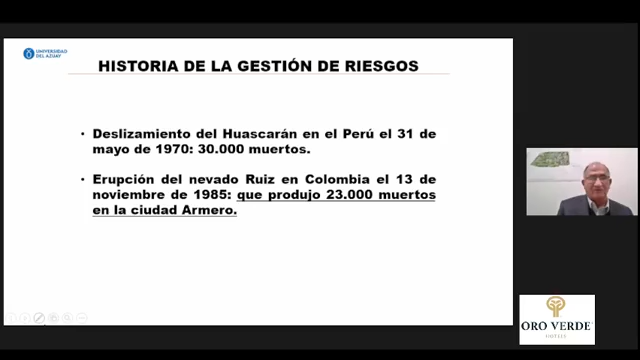 UNIVERSIDAD
DEL AZUAY
HISTORIA DE LA GESTIÓN DE RIESGOS
• Deslizamiento del Huascarán en el Perú el 31 de
mayo de 1970: 30.000 muertos.
• Erupción del nevado Ruiz en Colombia el 13 de
noviembre de 1985: que produjo 23.000 muertos
en la ciudad Armero.
ORO VERDE
HOTELS